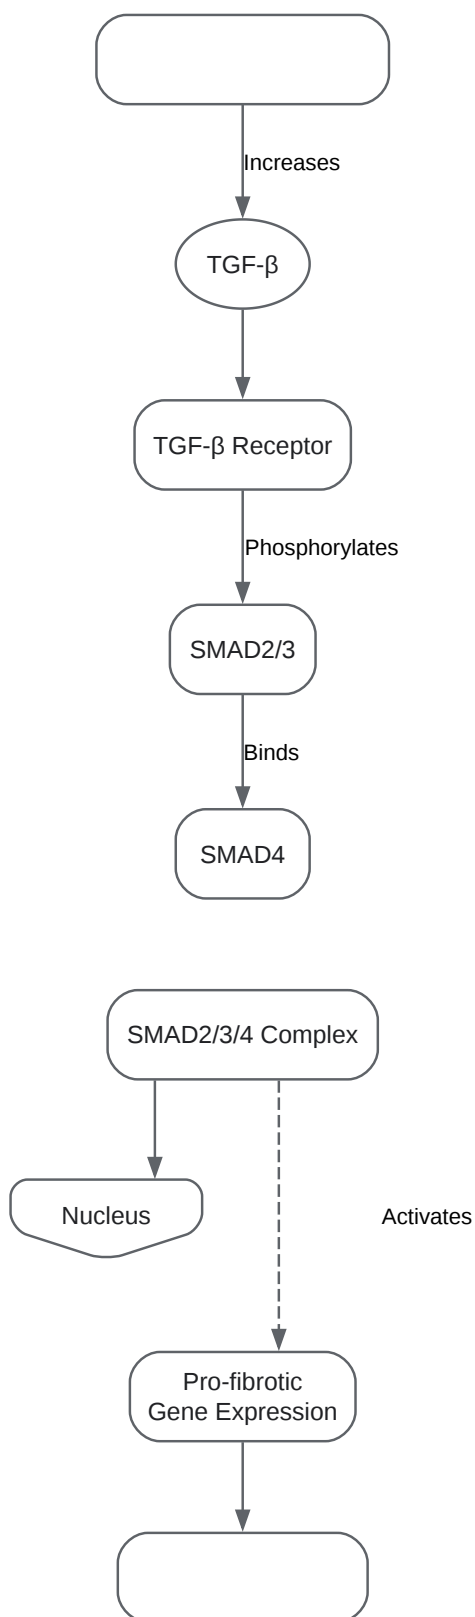 Increases
TGF-β
TGF-β Receptor
Phosphorylates
SMAD2/3
Binds
SMAD4
SMAD2/3/4 Complex
Nucleus
Activates
Pro-fibrotic
Gene Expression